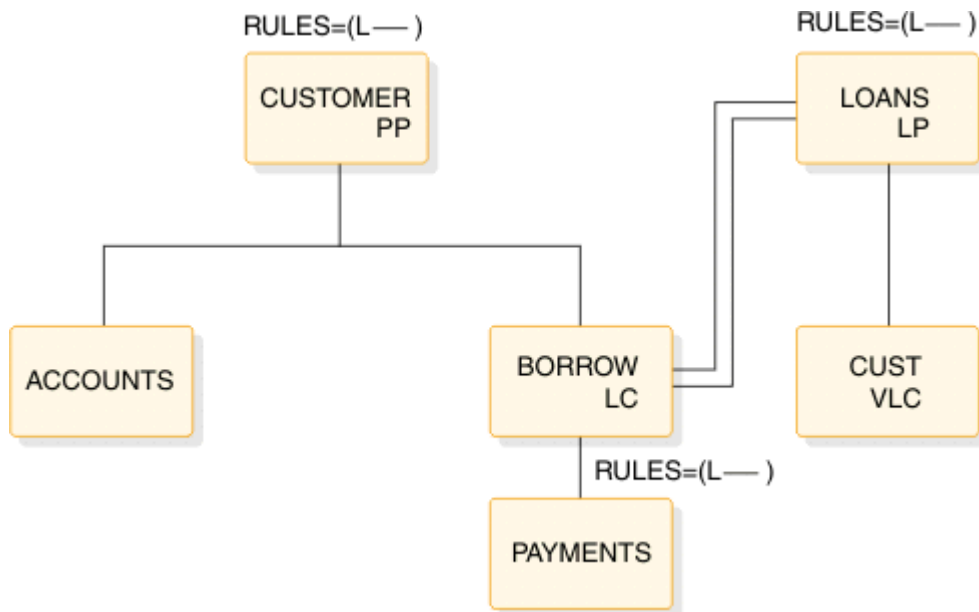 RULES=(L — )
CUSTOMER
PP
RULES=(L — )
LOANS
LP
ACCOUNTS
BORROW
LC
CUST
VLC
RULES=(L — )
PAYMENTS